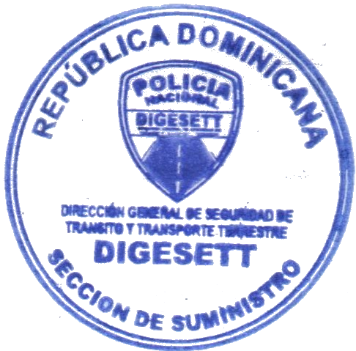 REPÚBLICA DOMINICANA
POLICIA
NACIONAL
DIGESETT
DIRECCIÓN GENERAL DE SEGURIDAD DE
TRANSITO Y TRANSPORTE TERRESTRE
DIGESETT
SECCION DE SUMINISTRO